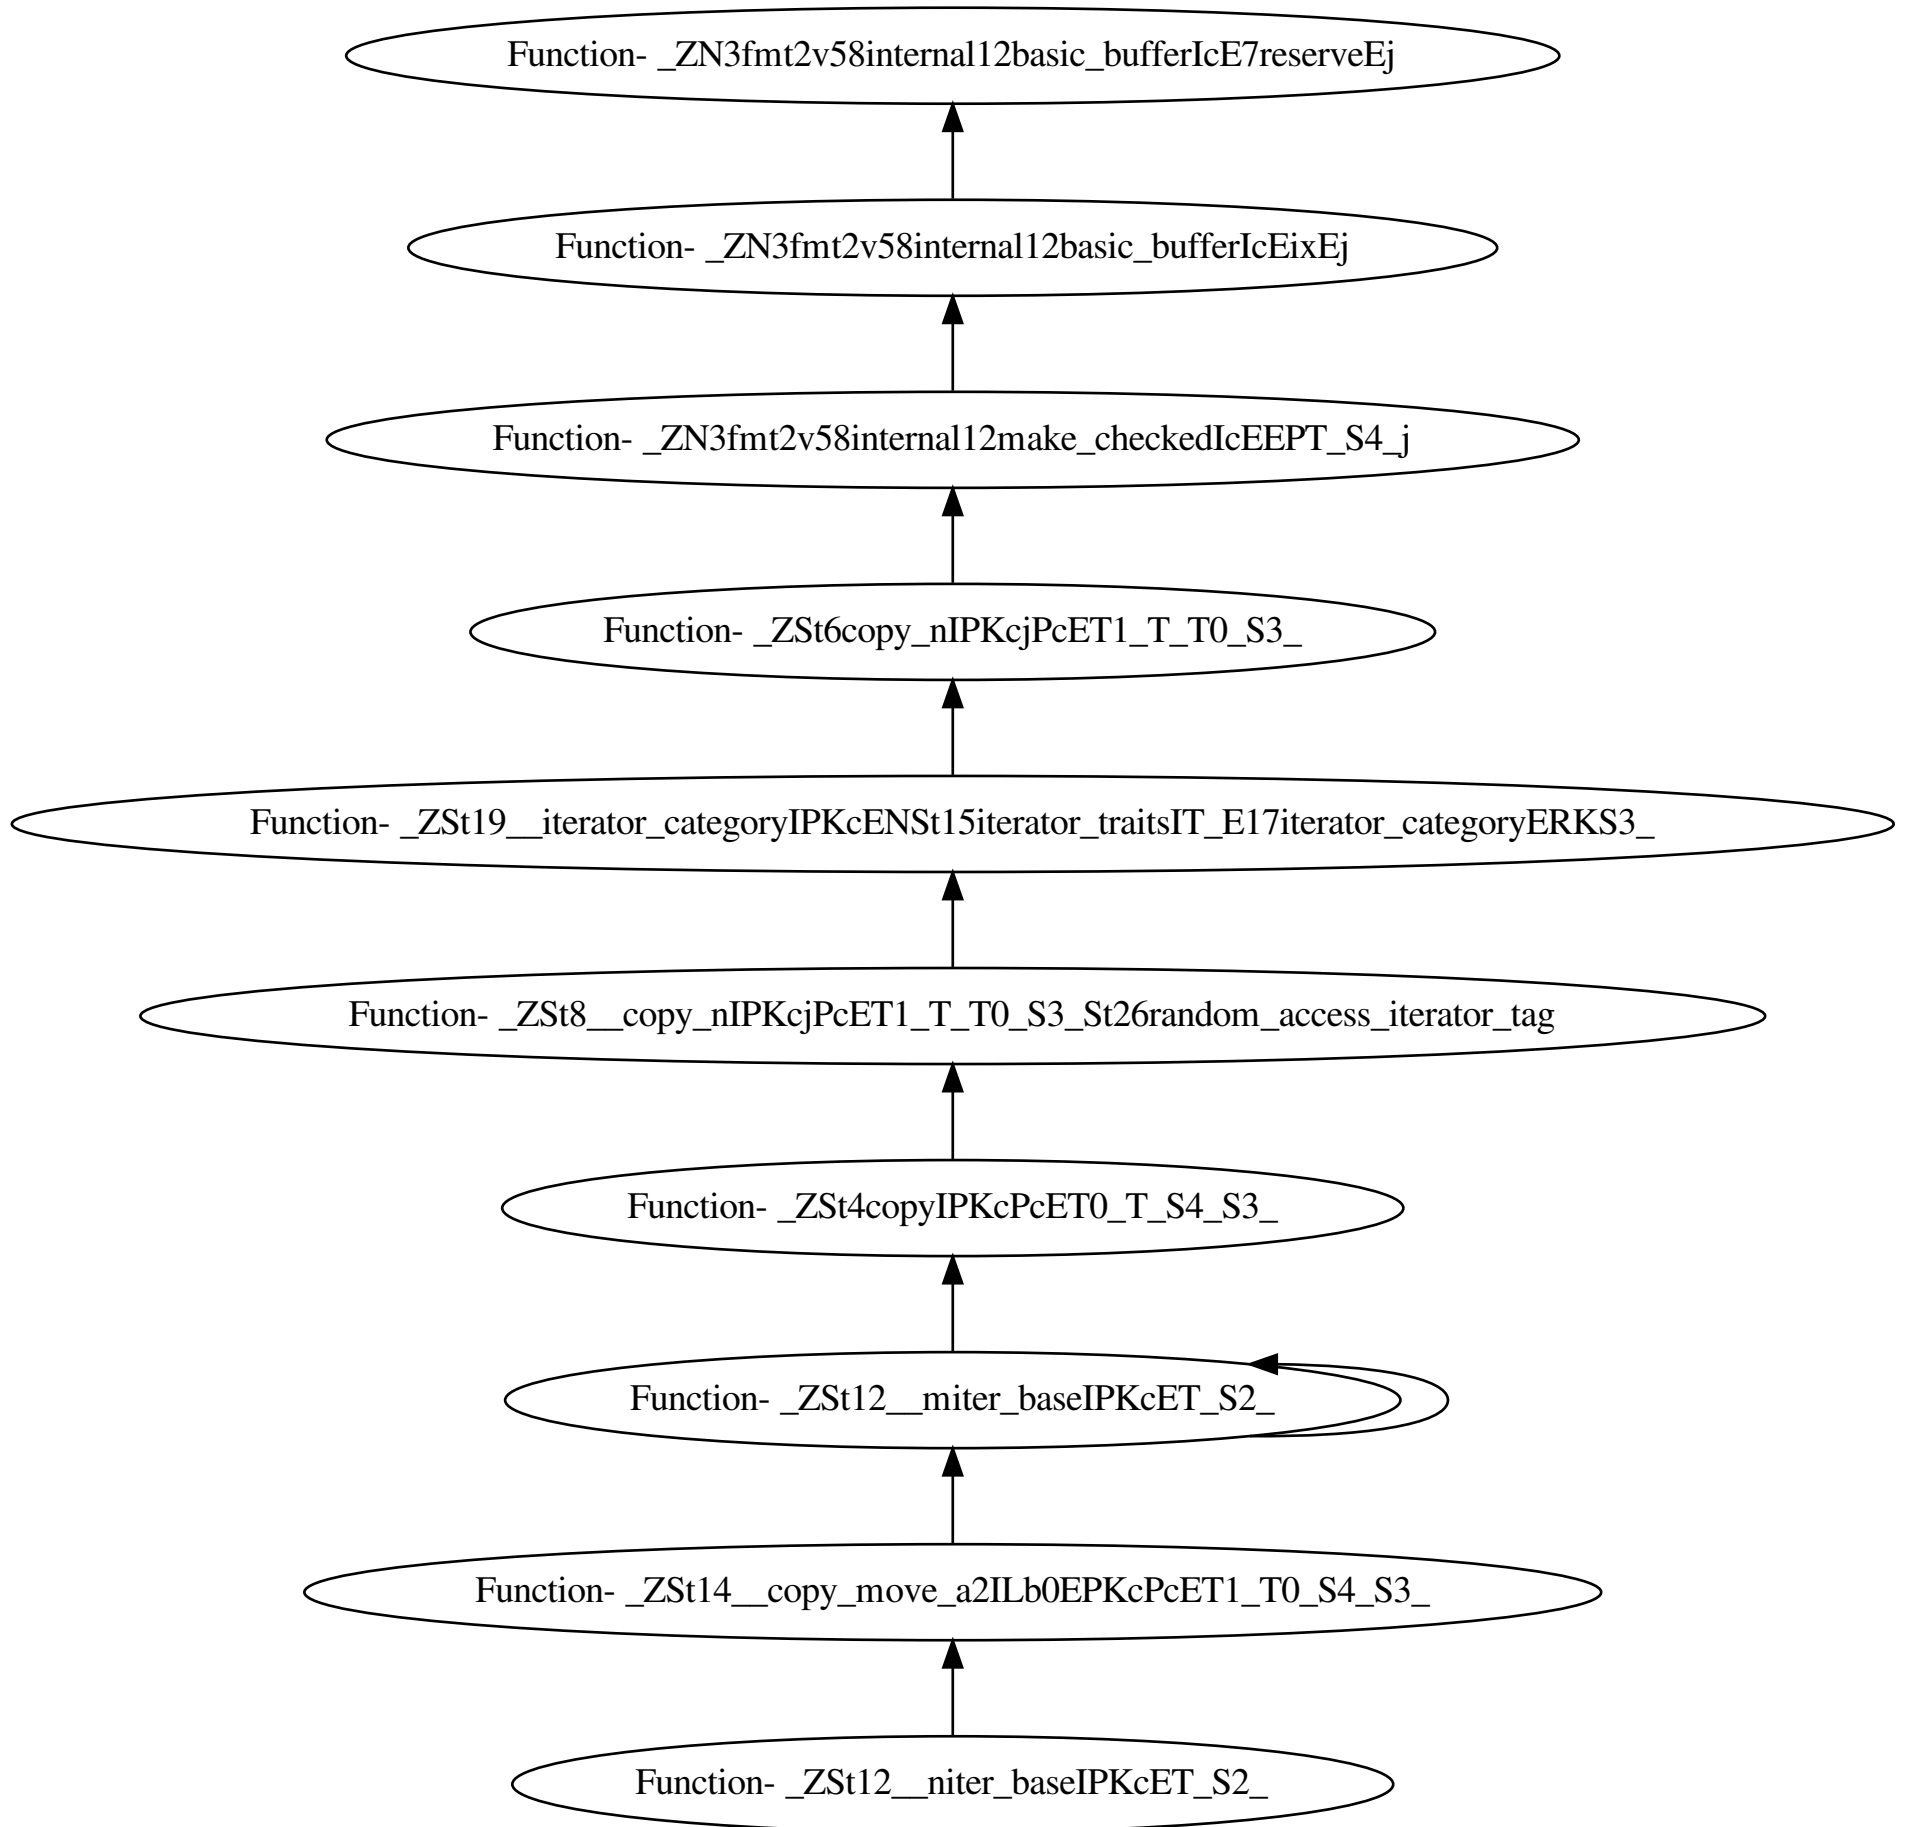 Function- _ZN3fmt2v58internal12basic_bufferIcE7reserveEj
Function- _ZN3fmt2v58internal12basic_bufferIcEixEj
Function- _ZN3fmt2v58internal12make_checkedIcEEPT_S4_j
Function- _ZSt6copy_nIPKcjPcET1_T_T0_S3_
Function- _ZSt19__iterator_categoryIPKcENSt15iterator_traitsIT_E17iterator_categoryERKS3_
Function- _ZSt8__copy_nIPKcjPcET1_T_T0_S3_St26random_access_iterator_tag
Function- _ZSt4copyIPKcPcET0_T_S4_S3_
Function- _ZSt12__miter_baseIPKcET_S2_
Function- _ZSt14__copy_move_a2ILb0EPKcPcET1_T0_S4_S3_
Function- _ZSt12__niter_baseIPKcET_S2_